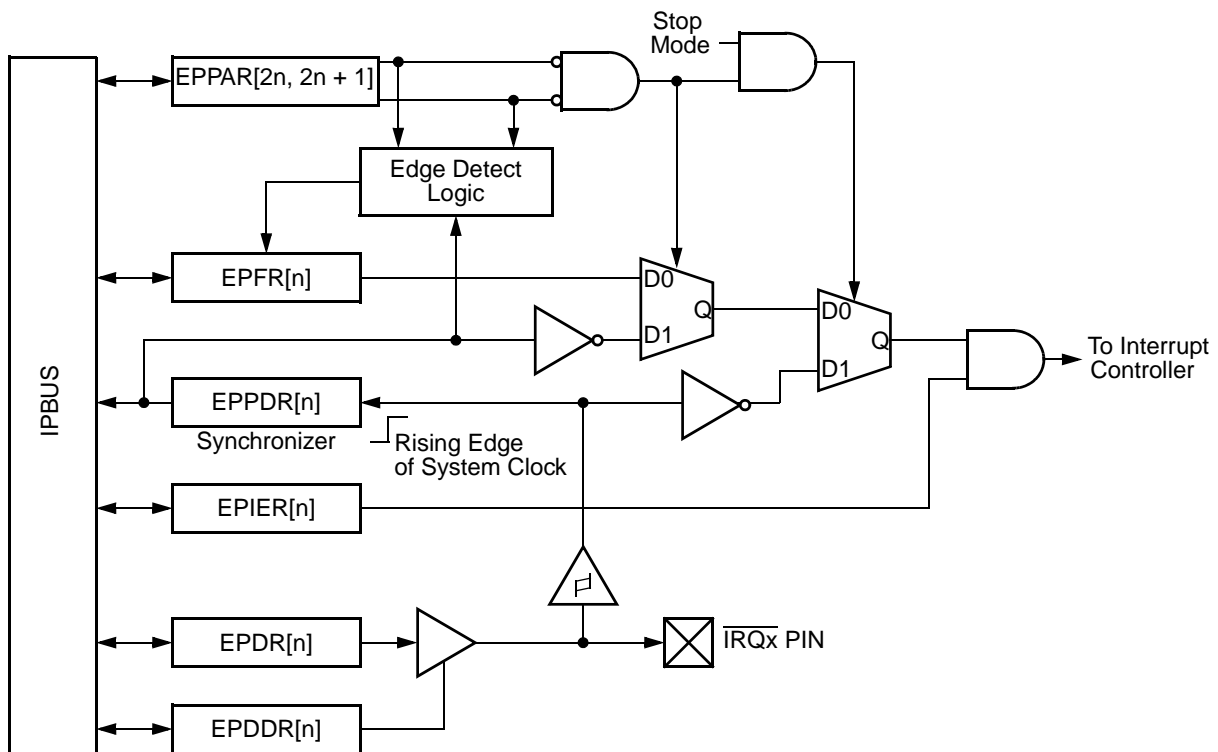 Stop
Mode
EPPAR[2n, 2n + 1]
Edge Detect
Logic
EPFR[n]
D0
D1
Q
D0
D1
Q
To Interrupt
Controller
IPBUS
EPPDR[n]
Synchronizer
Rising Edge
of System Clock
EPIER[n]
EPDR[n]
IRQx PIN
EPDDR[n]